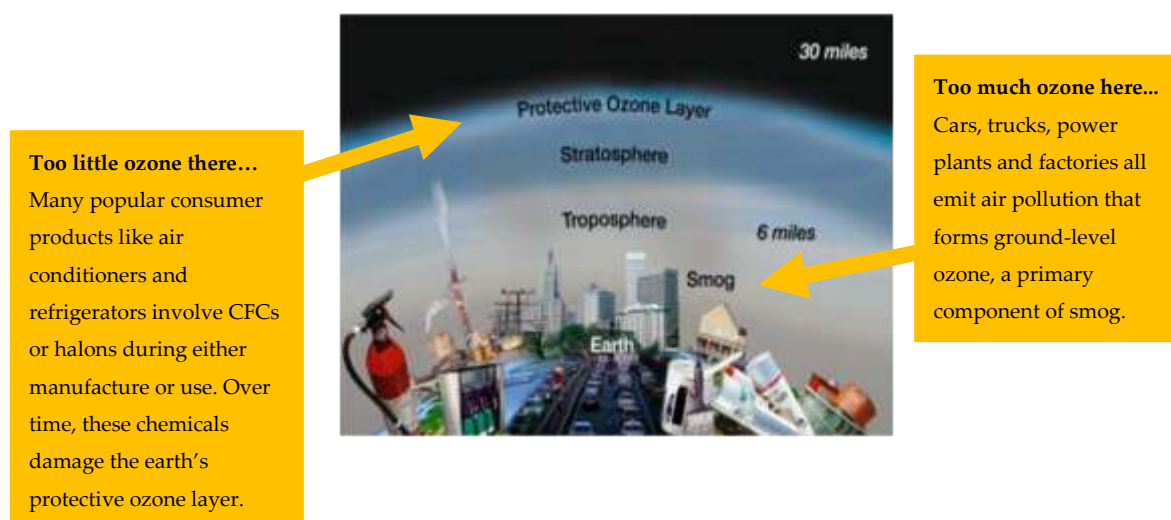 Too little ozone there…
Many popular consumer
products like air
conditioners and
refrigerators involve CFCs
or halons during either
manufacture or use. Over
time, these chemicals
damage the earth’s
protective ozone layer.
30 miles
Protective Ozone Layer
Stratosphere
Troposphere
6 miles
Smog
Earth
Too much ozone here...
Cars, trucks, power
plants and factories all
emit air pollution that
forms ground-level
ozone, a primary
component of smog.